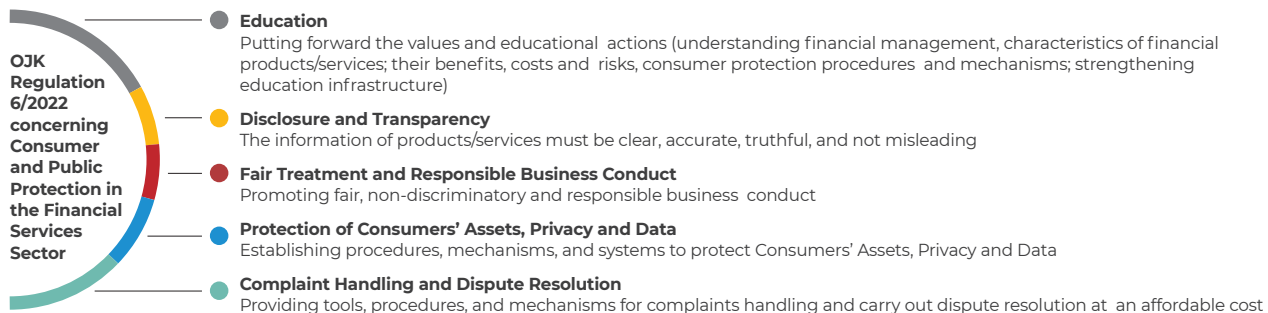 OJK
Regulation
6/2022
concerning
Consumer
and Public
Protection in
the Financial
Services
Sector
Education
Putting forward the values and educational actions (understanding financial management, characteristics of financial
products/services; their benefits, costs and risks, consumer protection procedures and mechanisms; strengthening
education infrastructure)
Disclosure and Transparency
The information of products/services must be clear, accurate, truthful, and not misleading
Fair Treatment and Responsible Business Conduct
Promoting fair, non-discriminatory and responsible business conduct
Protection of Consumers’ Assets, Privacy and Data
Establishing procedures, mechanisms, and systems to protect Consumers’ Assets, Privacy and Data
Complaint Handling and Dispute Resolution
Providing tools, procedures, and mechanisms for complaints handling and carry out dispute resolution at an affordable cost